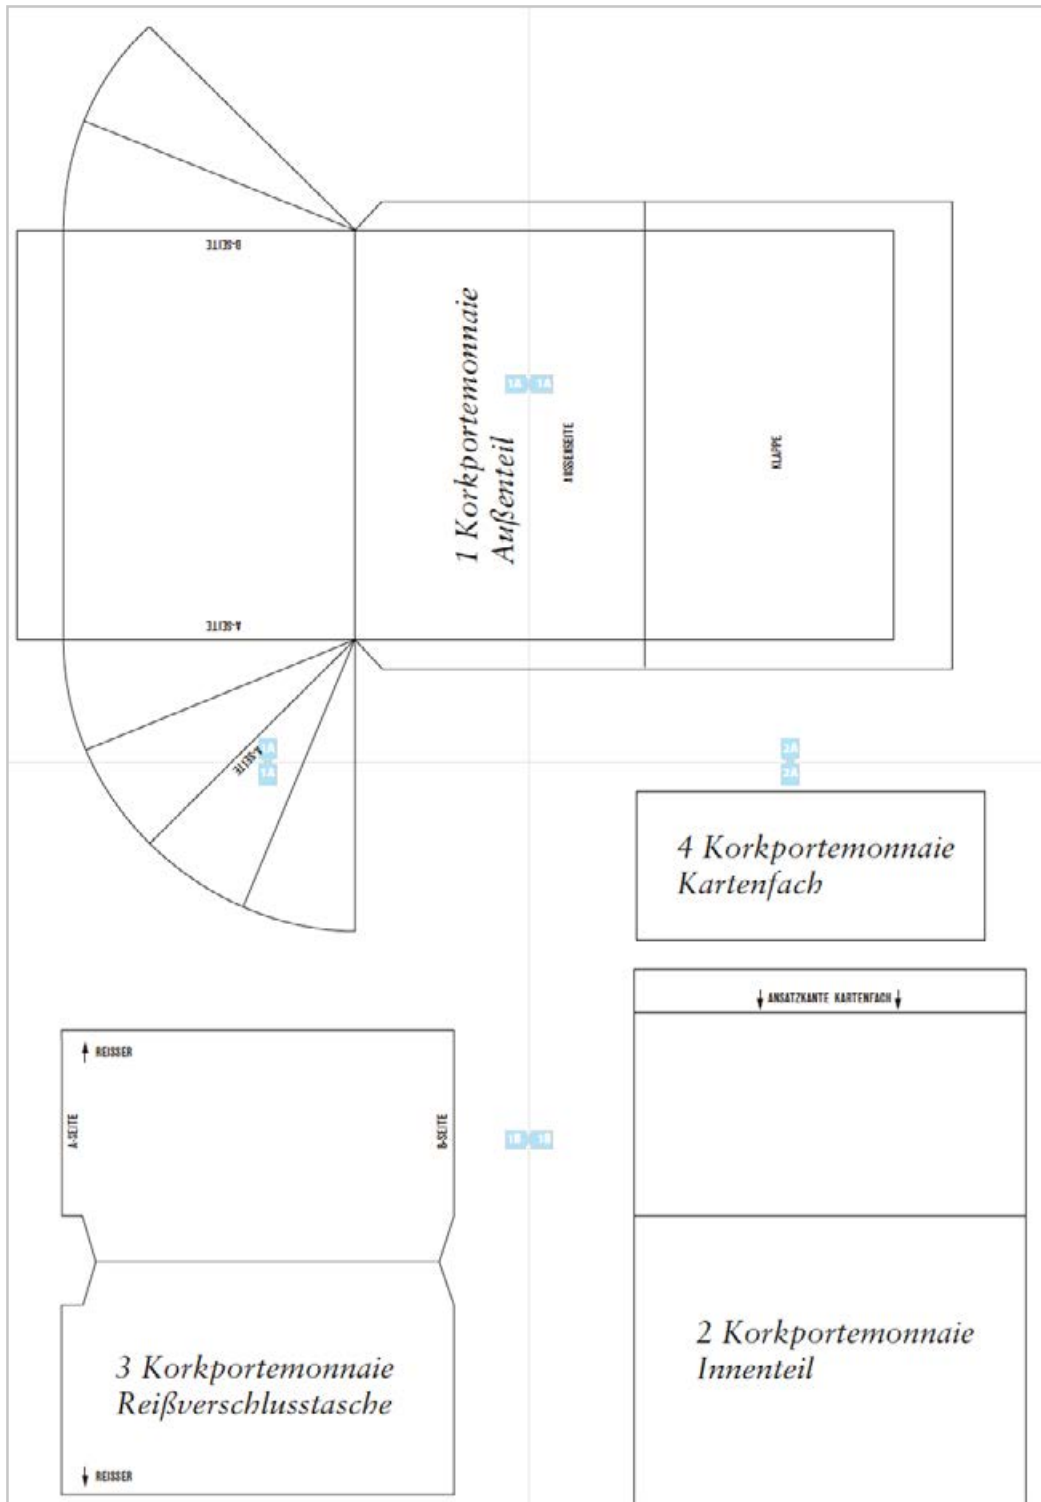 B-SEITE
1 Korkportemonnaie
Außenteil
1A 1A
AUSSENSEITE
KLAPPE
A-SEITE
A-SEITE
1A
1A
2A
2A
4 Korkportemonnaie
Kartenfach
ANSATZKANTE KARTENFACH
REISSER
A-SEITE
B-SEITE
1B 1B
3 Korkportemonnaie
Reißverschlusstasche
2 Korkportemonnaie
Innenteil
REISSER